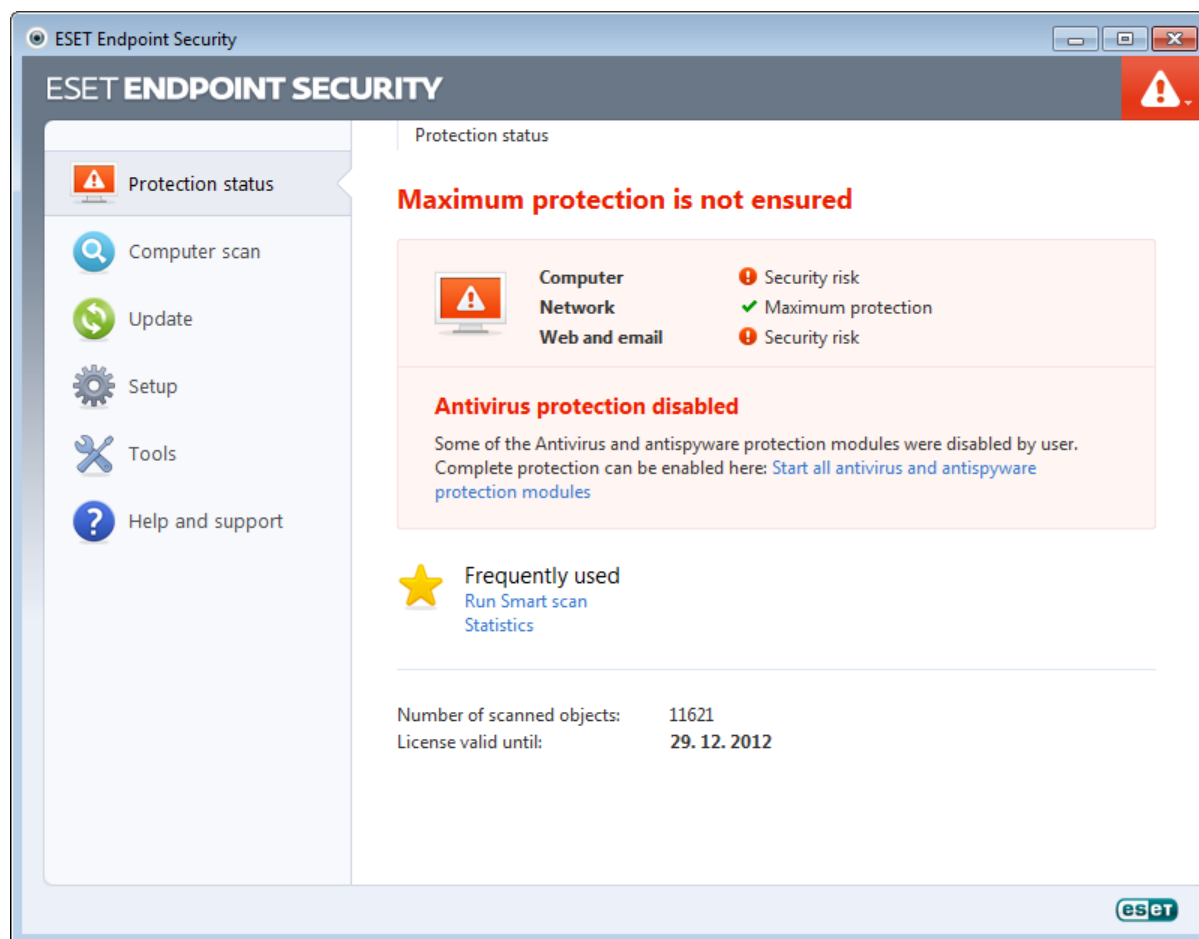 ESET Endpoint Security
ESET ENDPOINT SECURITY
Protection status
Computer scan
Update
Setup
Tools
Help and support
Protection status
Maximum protection is not ensured
Computer Security risk
Network Maximum protection
Web and email Security risk
Antivirus protection disabled
Some of the Antivirus and antispyware protection modules were disabled by user.
Complete protection can be enabled here: Start all antivirus and antispyware
protection modules
Frequently used
Run Smart scan
Statistics
Number of scanned objects: 11621
License valid until: 29. 12. 2012
eset